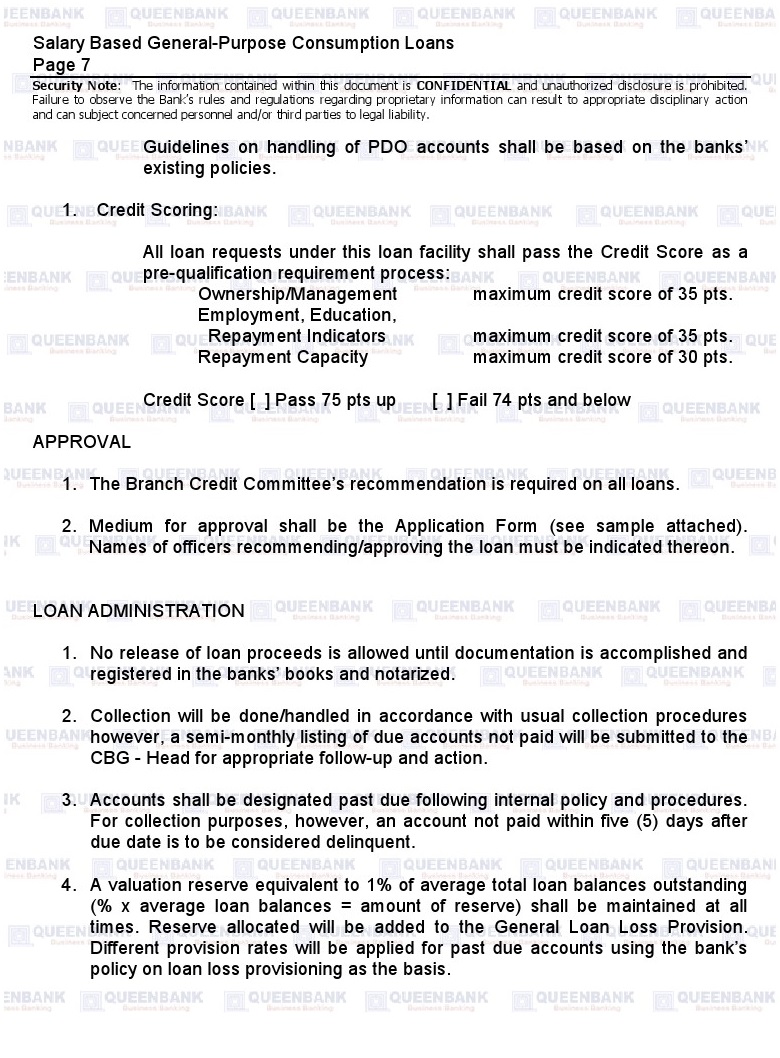 Salary Based General-Purpose Consumption Loans
Page 7
Security Note: The information contained within this document is CONFIDENTIAL and unauthorized disclosure is prohibited.
Failure to observe the Bank's rules and regulations regarding proprietary information can result to appropriate disciplinary action
and can subject concerned personnel and/or third parties to legal liability.
Guidelines on handling of PDO accounts shall be based on the banks'
existing policies.
1. Credit Scoring:
All loan requests under this loan facility shall pass the Credit Score as a
pre-qualification requirement process:
Ownership/Management maximum credit score of 35 pts.
Employment, Education,
Repayment Indicators maximum credit score of 35 pts.
Repayment Capacity maximum credit score of 30 pts.
Credit Score [ ] Pass 75 pts up [ ] Fail 74 pts and below
APPROVAL
1. The Branch Credit Committee's recommendation is required on all loans.
2. Medium for approval shall be the Application Form (see sample attached).
Names of officers recommending/approving the loan must be indicated thereon.
LOAN ADMINISTRATION
1. No release of loan proceeds is allowed until documentation is accomplished and
registered in the banks' books and notarized.
2. Collection will be done/handled in accordance with usual collection procedures
however, a semi-monthly listing of due accounts not paid will be submitted to the
CBG - Head for appropriate follow-up and action.
3. Accounts shall be designated past due following internal policy and procedures.
For collection purposes, however, an account not paid within five (5) days after
due date is to be considered delinquent.
4. A valuation reserve equivalent to 1% of average total loan balances outstanding
(% x average loan balances = amount of reserve) shall be maintained at all
times. Reserve allocated will be added to the General Loan Loss Provision.
Different provision rates will be applied for past due accounts using the bank's
policy on loan loss provisioning as the basis.
QUEENBANK
Business Banking